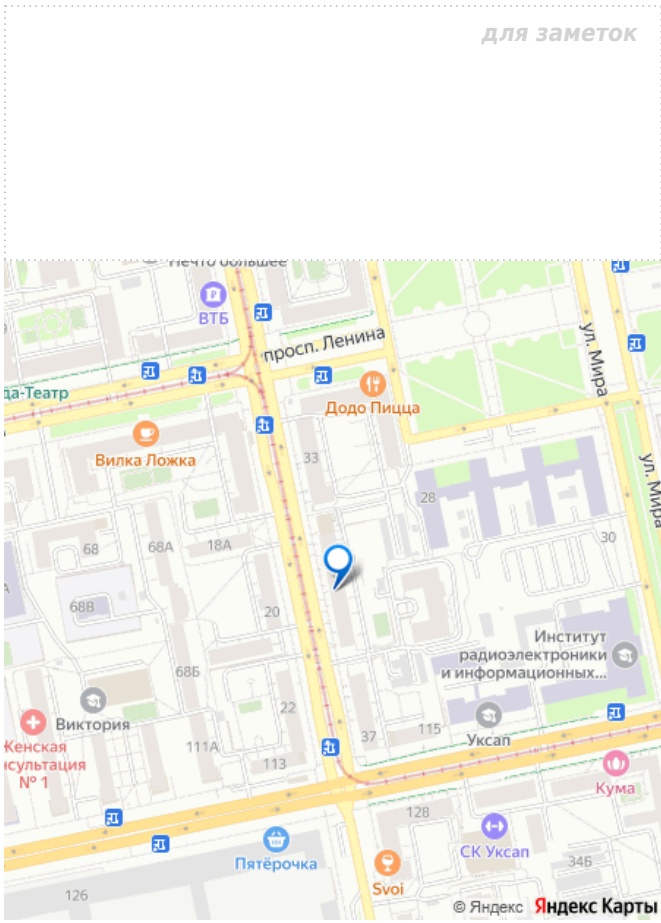 для заметок
Нечто большее
ВТБ
просп. Ленина
ул. Мира
да-Театр
Додо Пицца
Вилка Ложка
33
28
ул. Мира
68
68А
18А
30
68В
20
Институт
радиоэлектроники
и информационных...
68Б
Виктория
22
37
115
Уксап
Женская
нсультация
№ 1
111А
113
Кума
128
СК Уксап
Пятёрочка
34Б
Svoi
126
© Яндекс Яндекс Карты